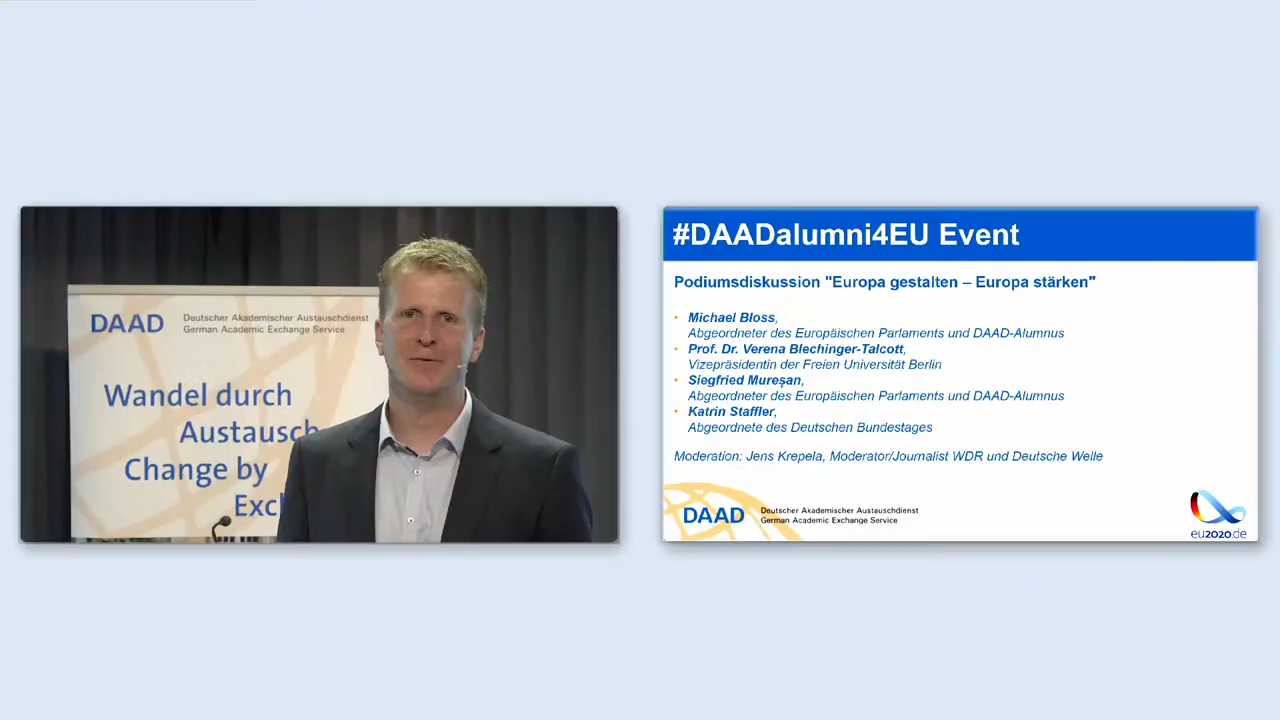 DAAD
Deutscher Akademischer Austauschdienst
German Academic Exchange Service
Wandel durch
Austausch
Change by
Exc
#DAADalumni4EU Event
Podiumsdiskussion "Europa gestalten – Europa stärken"
• Michael Bloss,
Abgeordneter des Europäischen Parlaments und DAAD-Alumnus
• Prof. Dr. Verena Blechinger-Talcott,
Vizepräsidentin der Freien Universität Berlin
• Siegfried Mureșan,
Abgeordneter des Europäischen Parlaments und DAAD-Alumnus
• Katrin Staffler,
Abgeordnete des Deutschen Bundestages
Moderation: Jens Krepela, Moderator/Journalist WDR und Deutsche Welle
DAAD
Deutscher Akademischer Austauschdienst
German Academic Exchange Service
eu2020.de